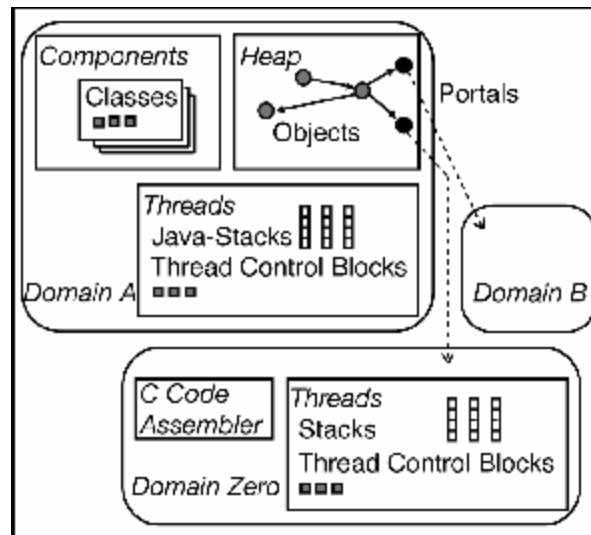 Components
Classes
Heap
Objects
Portals
Threads
Java-Stacks
Thread Control Blocks
Domain A
Domain B
C Code
Assembler
Threads
Stacks
Thread Control Blocks
Domain Zero